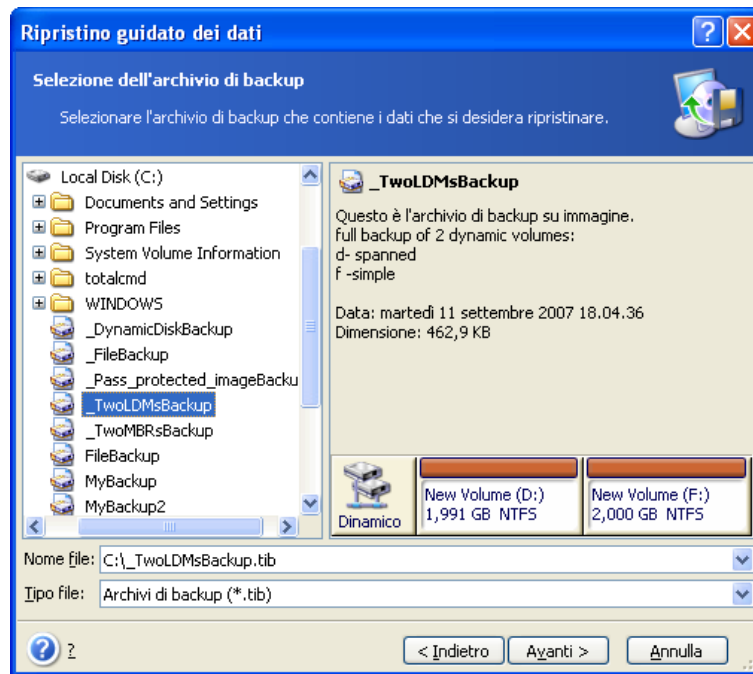 Ripristino guidato dei dati
Selezione dell'archivio di backup
Selezionare l'archivio di backup che contiene i dati che si desidera ripristinare.
Local Disk (C:)
Documents and Settings
Program Files
System Volume Information
totalcmd
WINDOWS
_DynamicDiskBackup
_FileBackup
_Pass_protected_imageBacku
_TwoLDMsBackup
_TwoMBRsBackup
FileBackup
MyBackup
MyBackup2
_TwoLDMsBackup
Questo è l'archivio di backup su immagine.
full backup of 2 dynamic volumes:
d- spanned
f -simple
Data: martedì 11 settembre 2007 18.04.36
Dimensione: 462,9 KB
Dinamico
New Volume (D:)
1,991 GB NTFS
New Volume (F:)
2,000 GB NTFS
Nome file: C:\_TwoLDMsBackup.tib
Tipo file: Archivi di backup (*.tib)
? < Indietro Avanti > Annulla